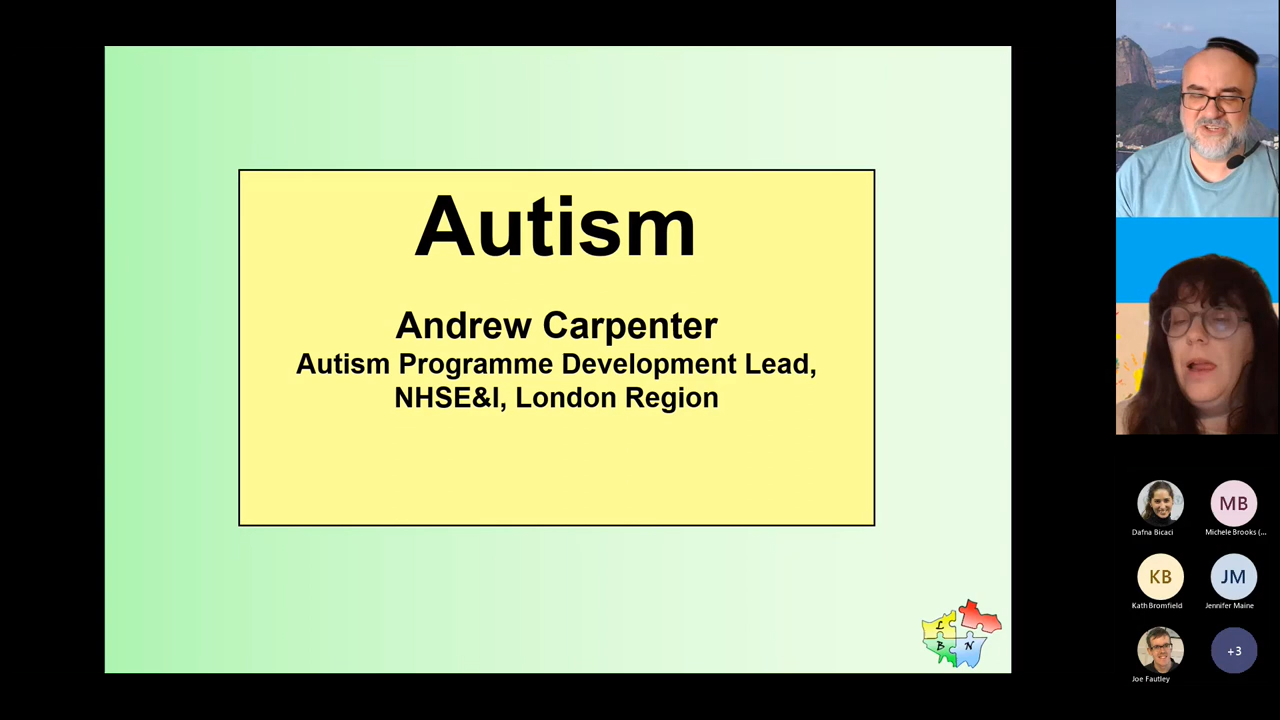 Autism
Andrew Carpenter
Autism Programme Development Lead,
NHSE&I, London Region
L
B N
MB
Dafna Bicaci
Michele Brooks (...
KB
JM
Kath Bromfield
Jennifer Maine
+3
Joe Fautley